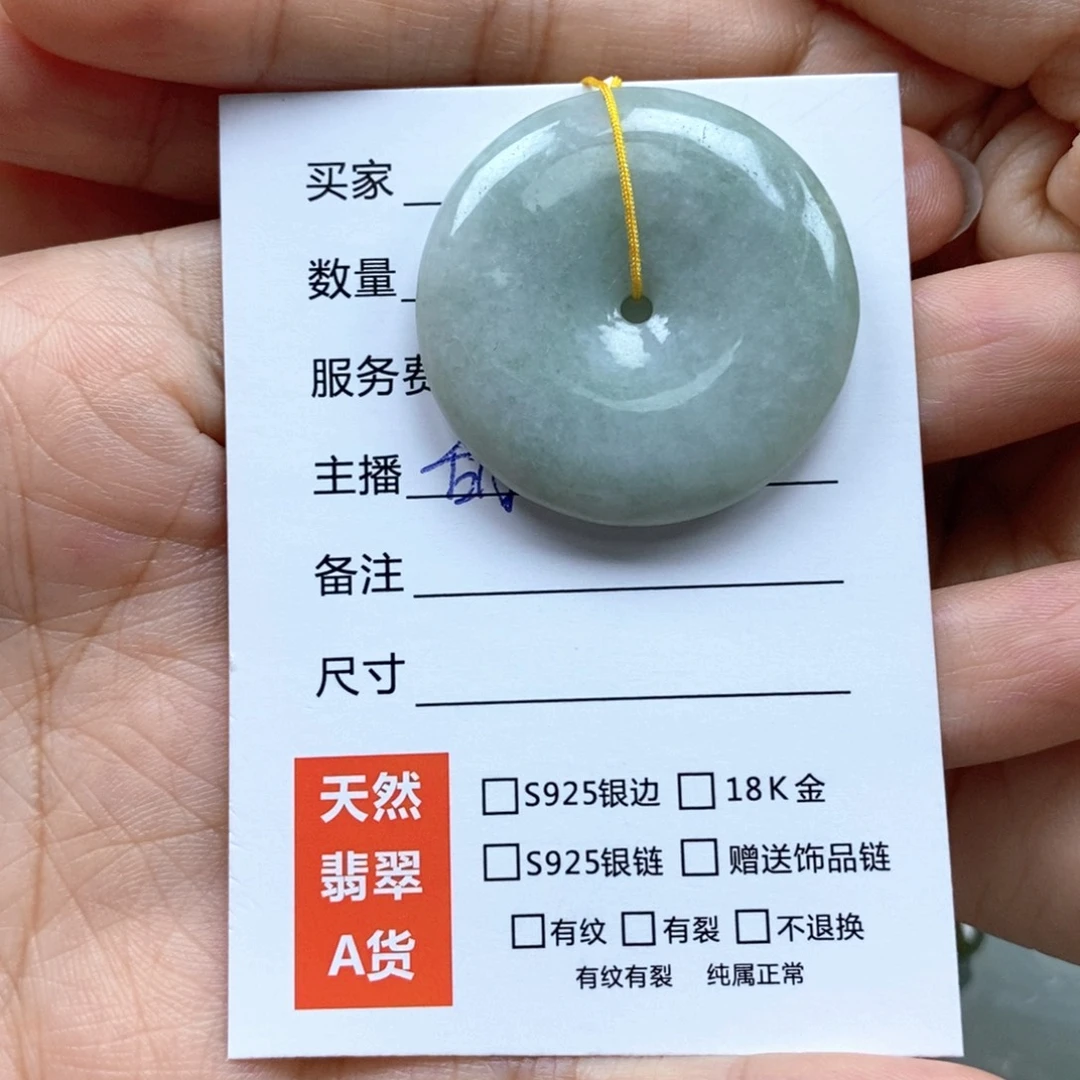 买家
数量
服务费
主播
备注
尺寸
天然
翡翠
A货
S925银边 18K金
S925银链 赠送饰品链
有纹 有裂 不退换
有纹有裂 纯属正常